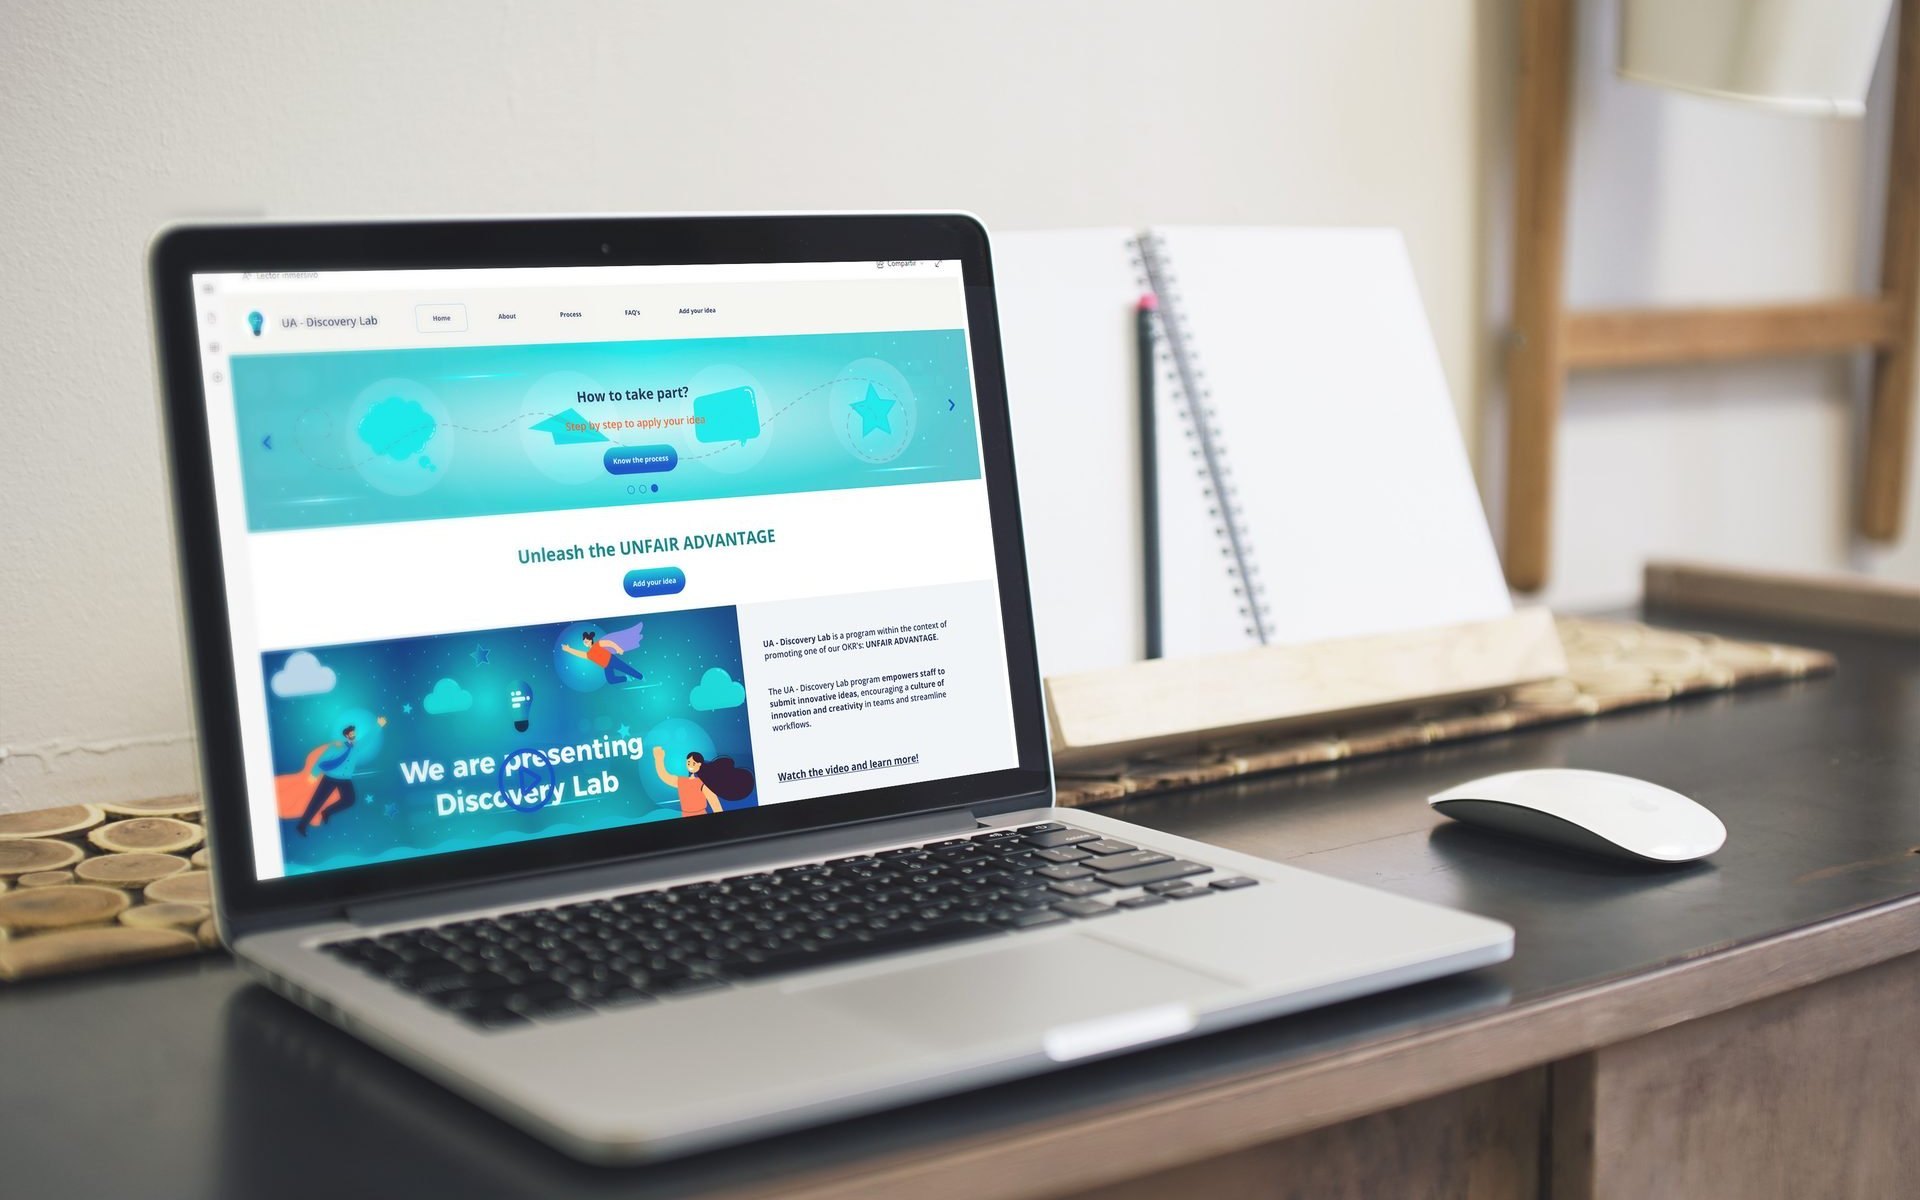 Lector inmersivo
Compartir
UA - Discovery Lab
Home
About
Process
FAQ's
Add your idea
How to take part?
Step by step to apply your idea
Know the process
Unleash the UNFAIR ADVANTAGE
Add your idea
We are presenting
Discovery Lab
UA - Discovery Lab is a program within the context of
promoting one of our OKR's: UNFAIR ADVANTAGE.
The UA - Discovery Lab program empowers staff to
submit innovative ideas, encouraging a culture of
innovation and creativity in teams and streamline
workflows.
Watch the video and learn more!